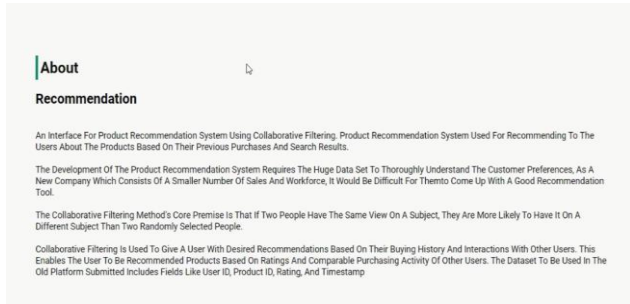 About
Recommendation
An Interface For Product Recommendation System Using Collaborative Filtering. Product Recommendation System Used For Recommending To The
Users About The Products Based On Their Previous Purchases And Search Results.
The Development Of The Product Recommendation System Requires The Huge Data Set To Thoroughly Understand The Customer Preferences, As A
New Company Which Consists Of A Smaller Number Of Sales And Workforce, It Would Be Difficult For Themto Come Up With A Good Recommendation
Tool.
The Collaborative Filtering Method's Core Premise Is That If Two People Have The Same View On A Subject, They Are More Likely To Have It On A
Different Subject Than Two Randomly Selected People.
Collaborative Filtering Is Used To Give A User With Desired Recommendations Based On Their Buying History And Interactions With Other Users. This
Enables The User To Be Recommended Products Based On Ratings And Comparable Purchasing Activity Of Other Users. The Dataset To Be Used In The
Old Platform Submitted Includes Fields Like User ID, Product ID, Rating, And Timestamp